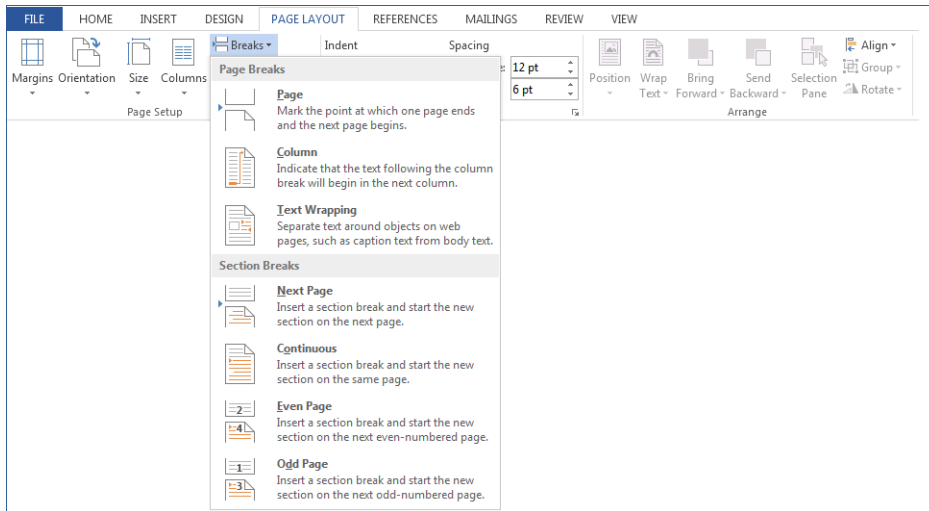 FILE HOME INSERT DESIGN PAGE LAYOUT REFERENCES MAILINGS REVIEW VIEW
Breaks Indent Spacing Align
12 pt Group
Margins Orientation Size Columns Position Wrap Bring Send Selection
6 pt Text Forward Backward Pane Rotate
Page Setup Arrange
Page Breaks
Page
Mark the point at which one page ends
and the next page begins.
Column
Indicate that the text following the column
break will begin in the next column.
Text Wrapping
Separate text around objects on web
pages, such as caption text from body text.
Section Breaks
Next Page
Insert a section break and start the new
section on the next page.
Continuous
Insert a section break and start the new
section on the same page.
2
4
Even Page
Insert a section break and start the new
section on the next even-numbered page.
1
3
Odd Page
Insert a section break and start the new
section on the next odd-numbered page.